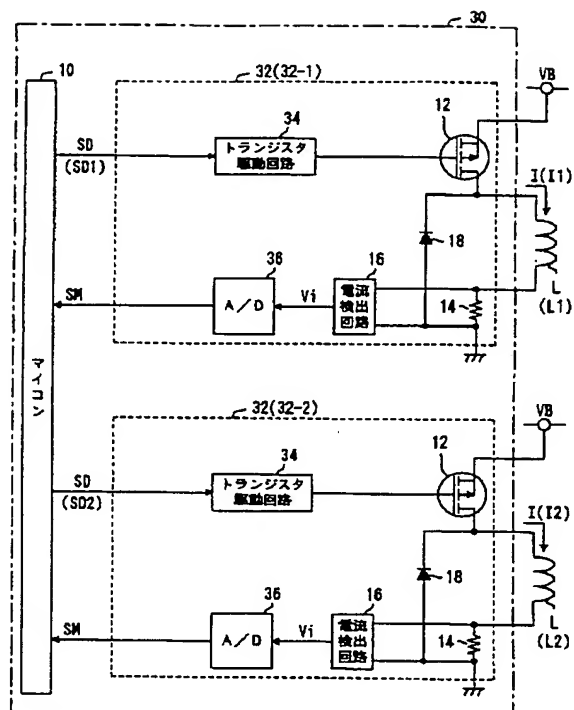 30
10
32(32-1)
VB
12
34
SD
(SD1)
トランジスタ
駆動回路
I(I1)
18
36
16
SM
A/D
Vi
電流
検出
回路
14
L
(L1)
マイコン
32(32-2)
VB
12
34
SD
(SD2)
トランジスタ
駆動回路
I(I2)
18
36
16
SM
A/D
Vi
電流
検出
回路
14
L
(L2)